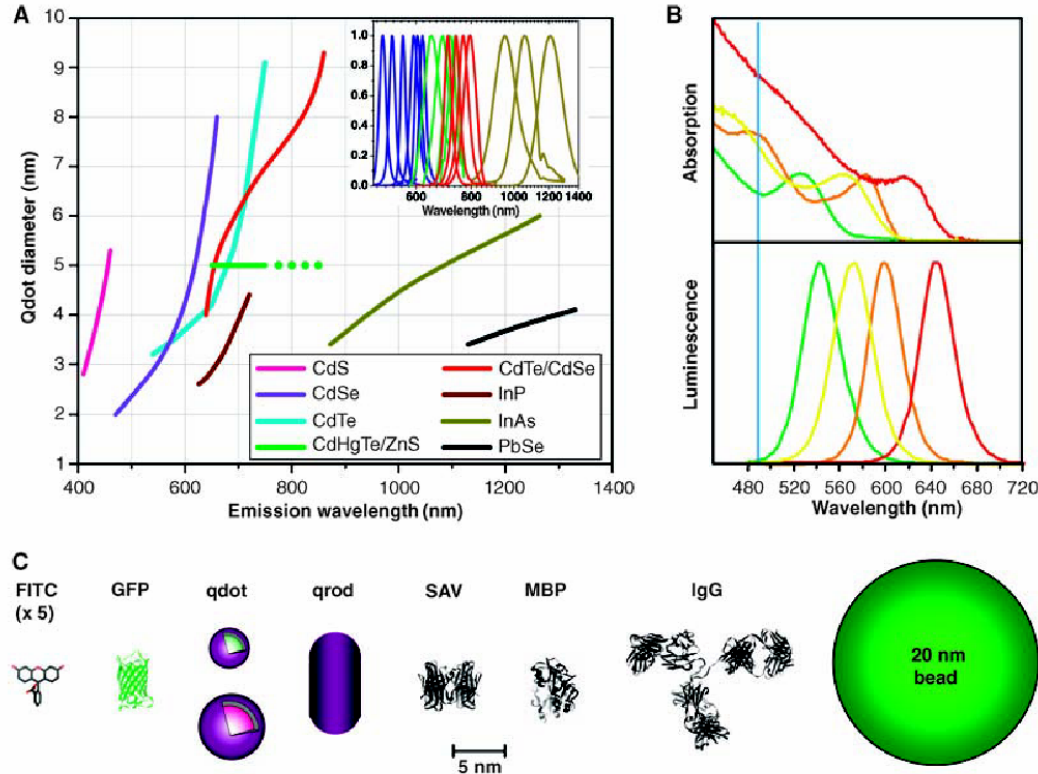 A
10
9
8
7
6
5
4
3
2
1
Qdot diameter (nm)
400 600 800 1000 1200 1400
Emission wavelength (nm)
1.0
0.8
0.6
0.4
0.2
0.0
600 800 1000 1200 1400
Wavelength (nm)
CdS
CdSe
CdTe
CdHgTe/ZnS
CdTe/CdSe
InP
InAs
PbSe
B
Absorption
Luminescence
480 520 560 600 640 680 720
Wavelength (nm)
C
FITC GFP qdot qrod SAV MBP IgG
(x 5)
20 nm
bead
5 nm